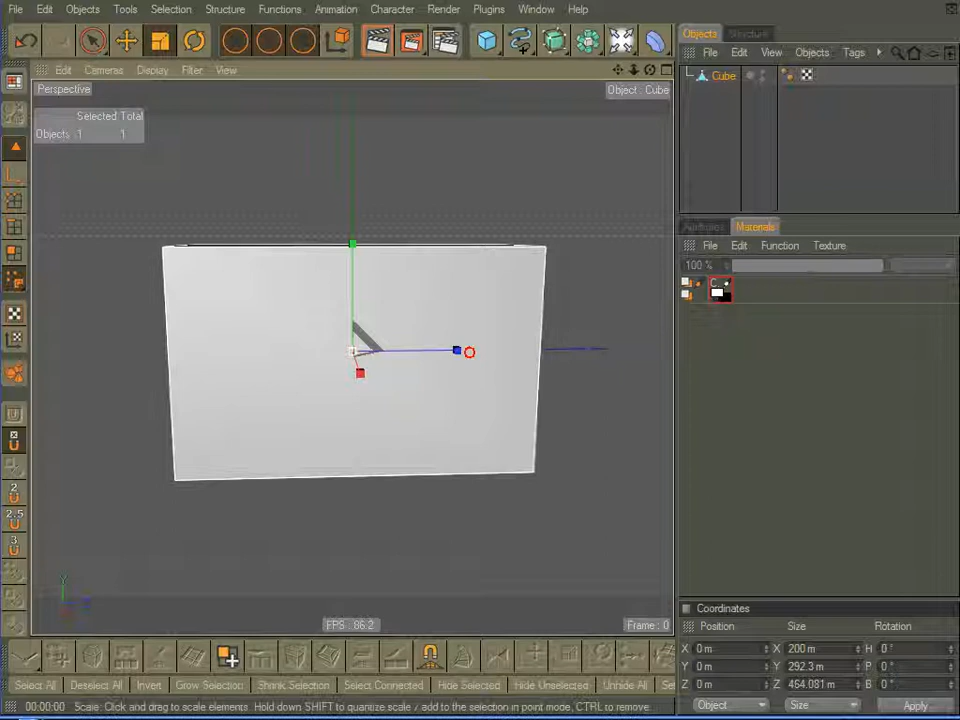 File Edit Objects Tools Selection Structure Functions Animation Character Render Plugins Window Help
Objects Structure
File Edit View Objects Tags
Edit Cameras Display Filter View
Perspective
Object : Cube
Cube
Selected Total
Objects 1 1
Attributes Materials
File Edit Function Texture
100 %
2
2.5
3
Y
FPS : 86.2
Frame : 0
Coordinates
Position Size Rotation
X 0 m X 200 m H 0 °
Y 0 m Y 292.3 m P 0 °
Z 0 m Z 464.081 m B 0 °
Object Size Apply
Select All Deselect All Invert Grow Selection Shrink Selection Select Connected Hide Selected Hide Unselected Unhide All
00:00:00 Scale: Click and drag to scale elements. Hold down SHIFT to quantize scale / add to the selection in point mode, CTRL to remove.